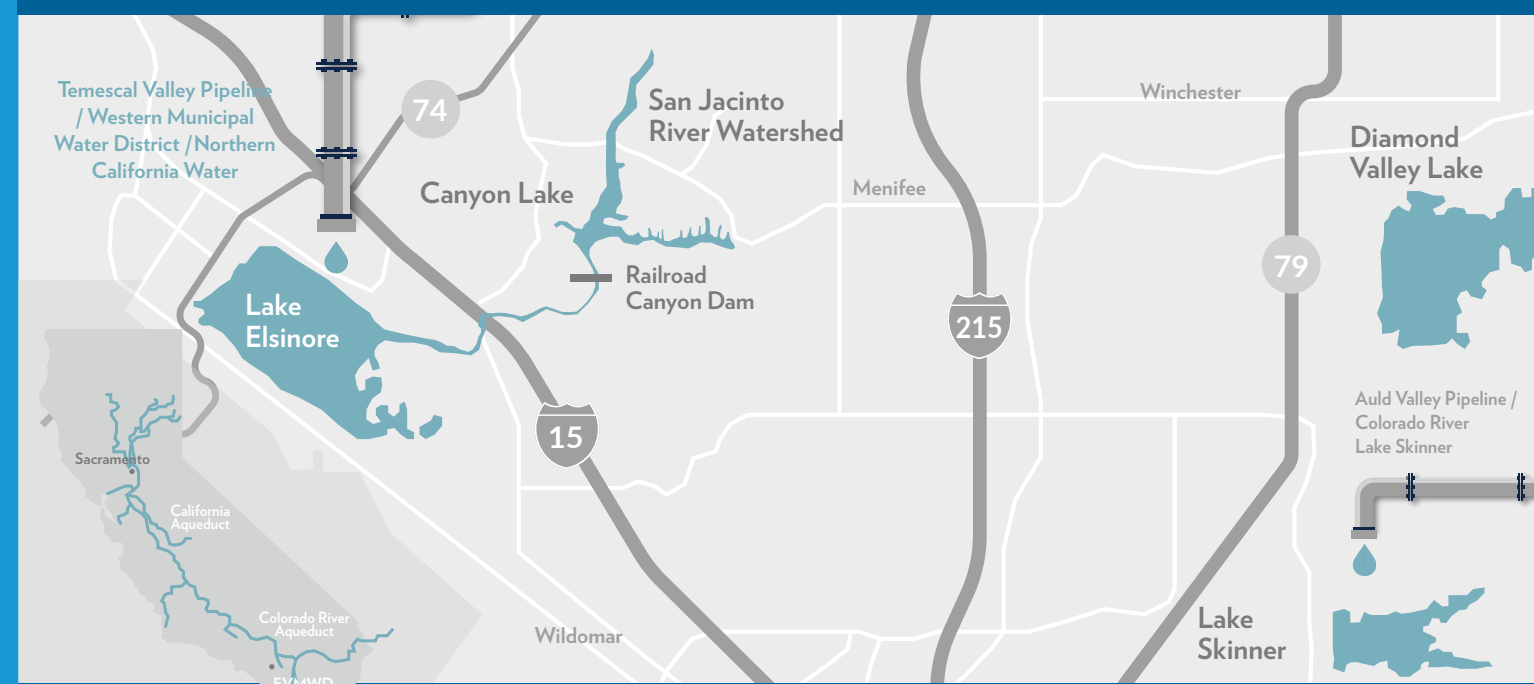 Temescal Valley Pipeline
/ Western Municipal
Water District /Northern
California Water
74
San Jacinto
River Watershed
Winchester
Diamond
Valley Lake
Canyon Lake
Menifee
79
Railroad
Canyon Dam
Lake
Elsinore
215
15
Auld Valley Pipeline /
Colorado River
Lake Skinner
Sacramento
California
Aqueduct
Colorado River
Aqueduct
Wildomar
Lake
Skinner
EVMWD